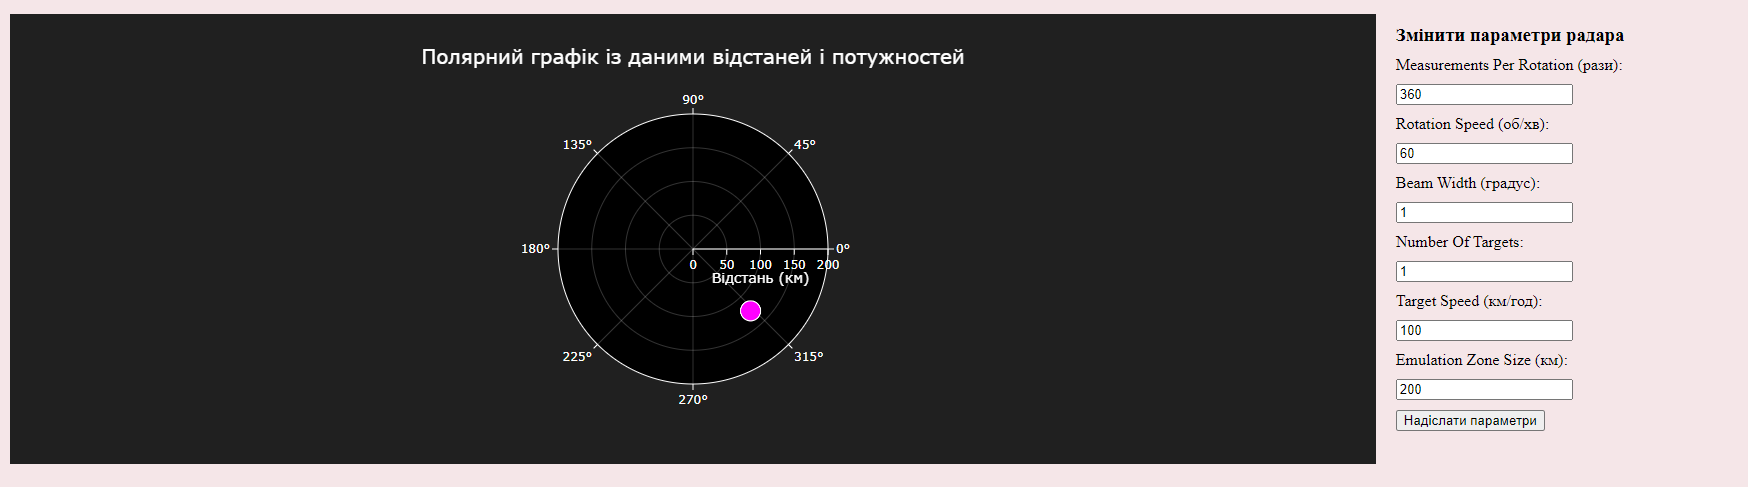 Полярний графік із даними відстаней і потужностей
90°
135°
45°
180°
0°
0 50 100 150 200
Відстань (км)
225°
315°
270°
Змінити параметри радара
Measurements Per Rotation (рази):
360
Rotation Speed (об/хв):
60
Beam Width (градус):
1
Number Of Targets:
1
Target Speed (км/год):
100
Emulation Zone Size (км):
200
Надіслати параметри